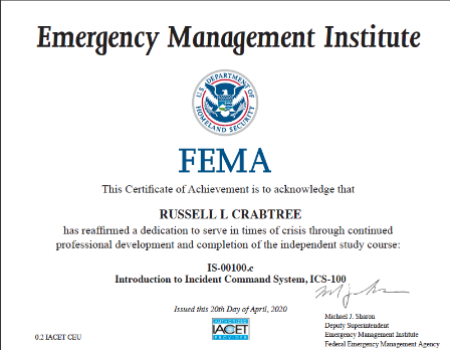 Emergency Management Institute
U.S. DEPARTMENT OF HOMELAND SECURITY
FEMA
This Certificate of Achievement is to acknowledge that
RUSSELL L CRABTREE
has reaffirmed a dedication to serve in times of crisis through continued
professional development and completion of the independent study course:
IS-00100.c
Introduction to Incident Command System, ICS-100
Issued this 20th Day of April, 2020
AUTHORIZED
IACET
PROVIDER
0.2 IACET CEU
Michael J. Sharon
Deputy Superintendent
Emergency Management Institute
Federal Emergency Management Agency